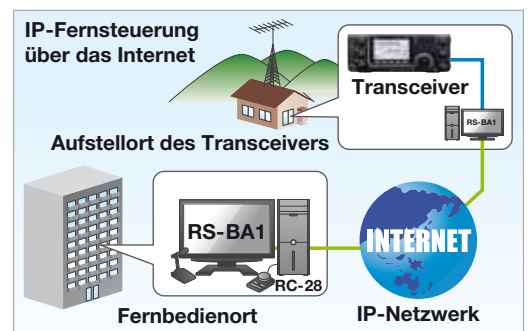 IP-Fernsteuerung
über das Internet
Transceiver
RS-BA1
Aufstellort des Transceivers
RS-BA1
RC-28
INTERNET
Fernbedienort
IP-Netzwerk